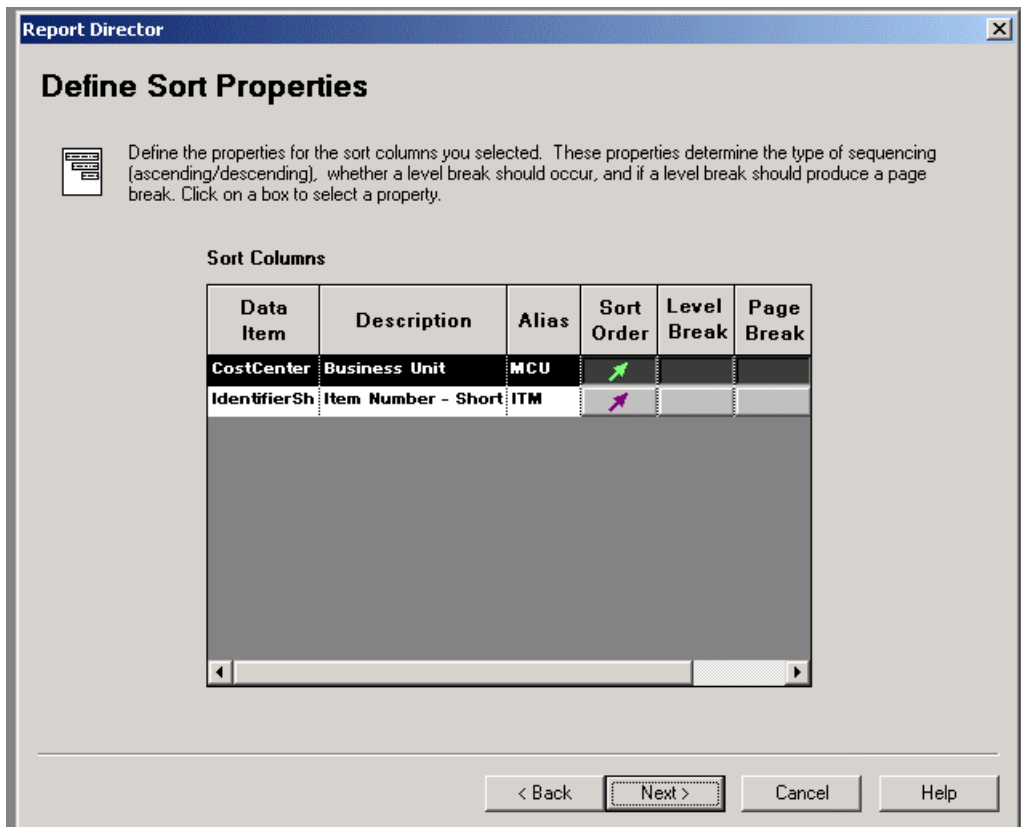 Report Director
Define Sort Properties
Define the properties for the sort columns you selected. These properties determine the type of sequencing
(ascending/descending), whether a level break should occur, and if a level break should produce a page
break. Click on a box to select a property.
Sort Columns
Data Item Description Alias Sort Order Level Break Page Break
CostCenter Business Unit MCU
IdentifierSh Item Number - Short ITM
< Back Next > Cancel Help